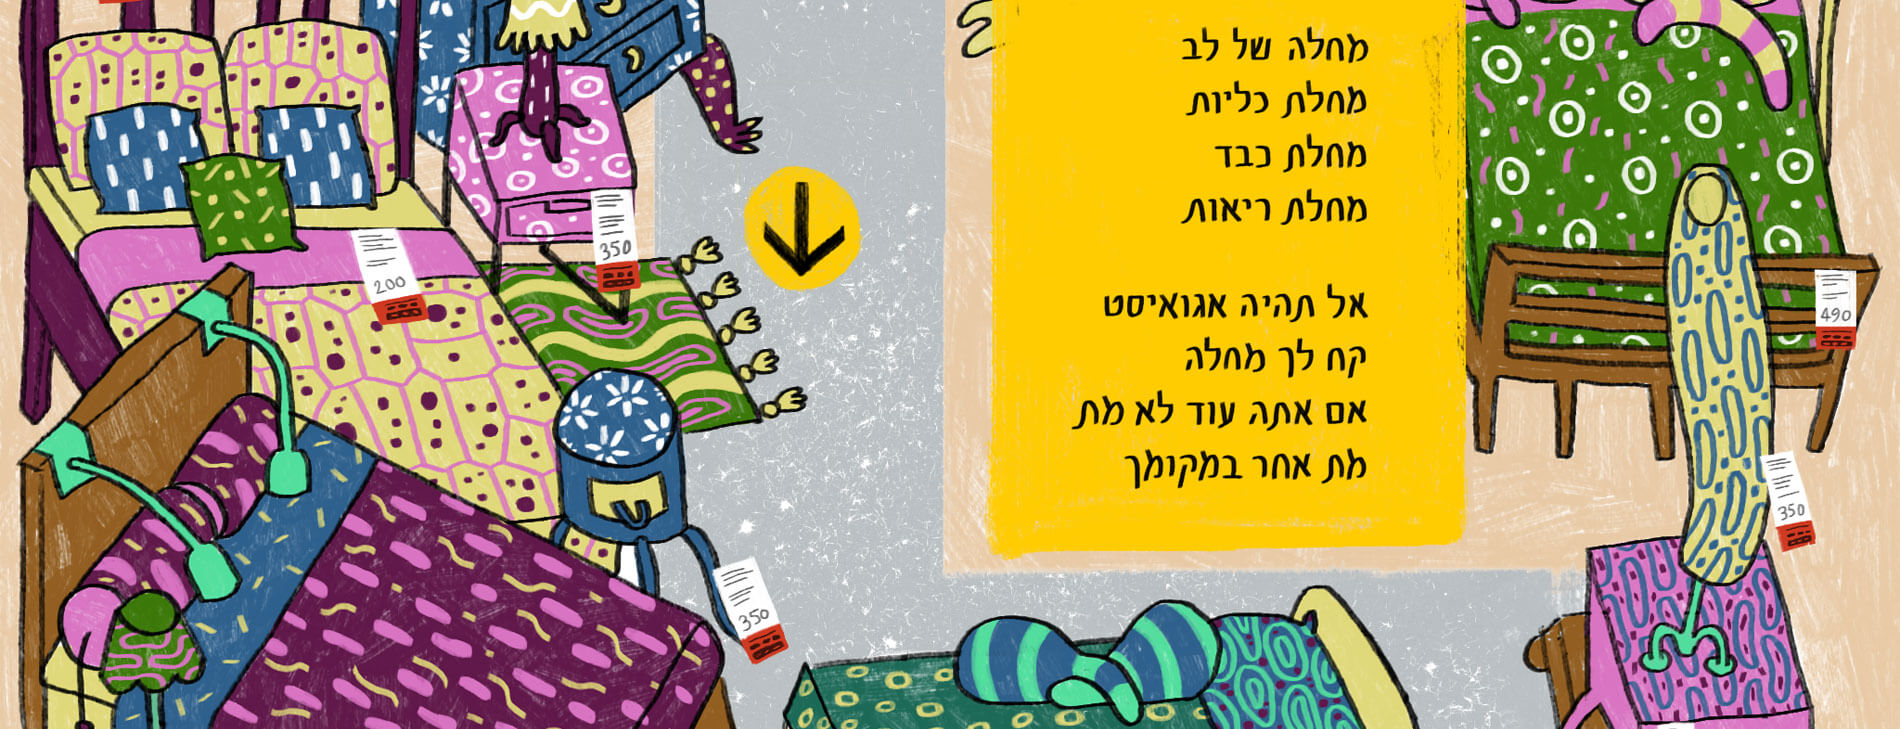 מחלה של לב
מחלת כליות
מחלת כבד
מחלת ריאות
אל תהיה אגואיסט
קח לך מחלה
אם אתה עוד לא מת
מת אחר במקומך
350
200
490
350
350